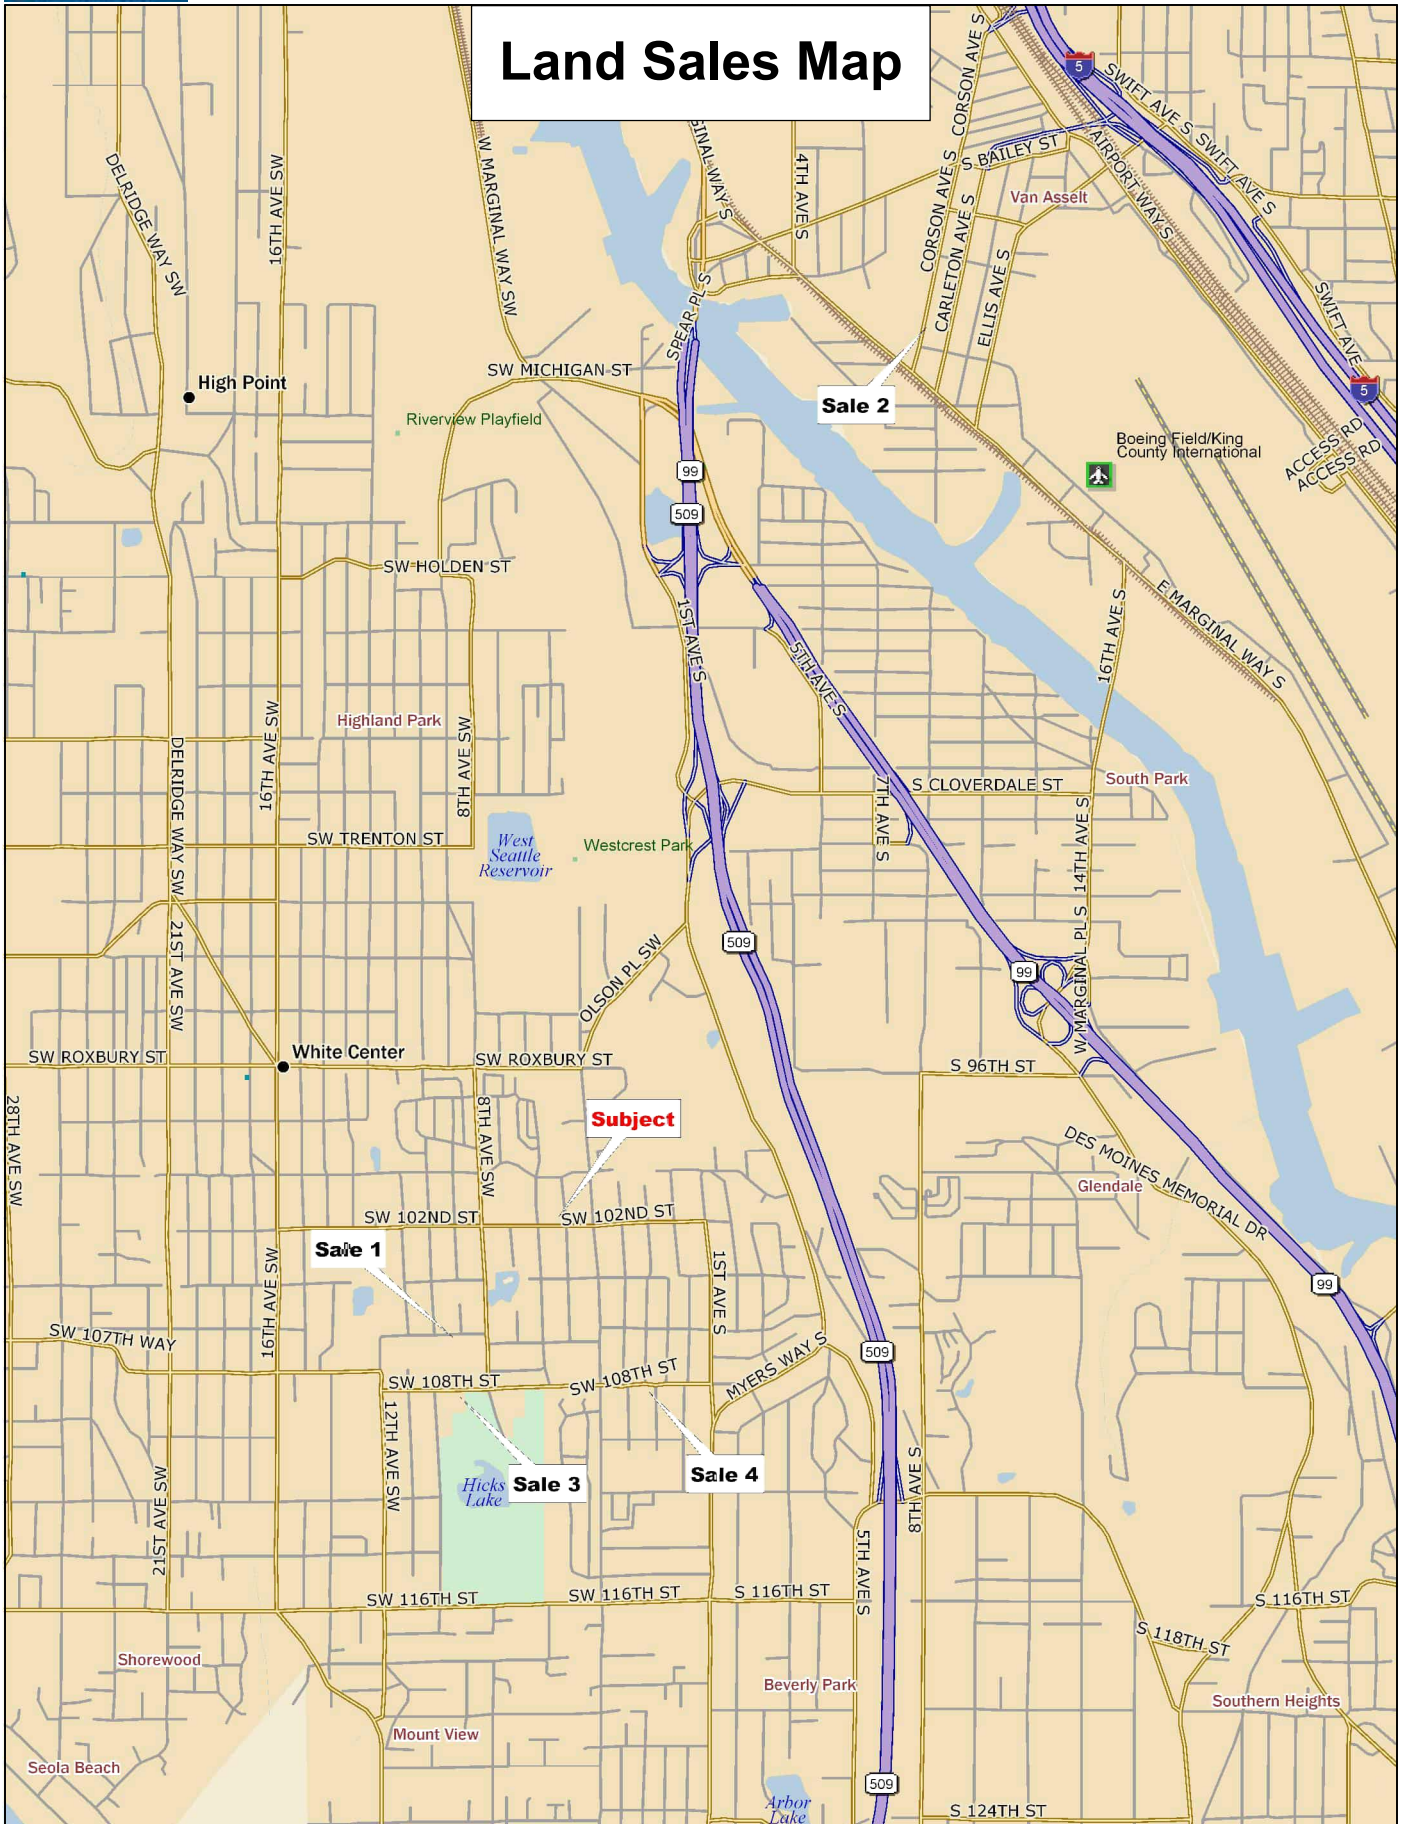 Land Sales Map
5
SWIFT AVE S
SWIFT AVE S
CORSON AVE S
S BAILEY ST
AIRPORT WAY S
W MARGINAL WAY SW
GINAL WAY S
4TH AVE S
DELRIDGE WAY SW
16TH AVE SW
Van Asselt
CORSON AVE S
CARLETON AVE S
ELLIS AVE S
SPEAR PL S
SWIFT AVE
5
SW MICHIGAN ST
High Point
Riverview Playfield
Sale 2
Boeing Field/King
County International
ACCESS RD
ACCESS RD
99
509
SW HOLDEN ST
1ST AVE S
5TH AVE S
16TH AVE S
E MARGINAL WAY S
Highland Park
16TH AVE SW
8TH AVE SW
DELRIDGE WAY SW
S CLOVERDALE ST
South Park
7TH AVE S
14TH AVE S
SW TRENTON ST
West
Seattle
Reservoir
Westcrest Park
21ST AVE SW
OLSON PL SW
509
99
W MARGINAL PL S
SW ROXBURY ST
White Center
SW ROXBURY ST
S 96TH ST
28TH AVE SW
8TH AVE SW
Subject
DES MOINES MEMORIAL DR
Glendale
SW 102ND ST
SW 102ND ST
Sale 1
16TH AVE SW
1ST AVE S
99
SW 107TH WAY
509
MYERS WAY S
SW 108TH ST
SW 108TH ST
12TH AVE SW
Hicks
Lake
Sale 3
Sale 4
21ST AVE SW
8TH AVE S
5TH AVE S
SW 116TH ST
SW 116TH ST
S 116TH ST
S 116TH ST
S 118TH ST
Shorewood
Beverly Park
Southern Heights
Mount View
Seola Beach
509
Arbor
Lake
S 124TH ST